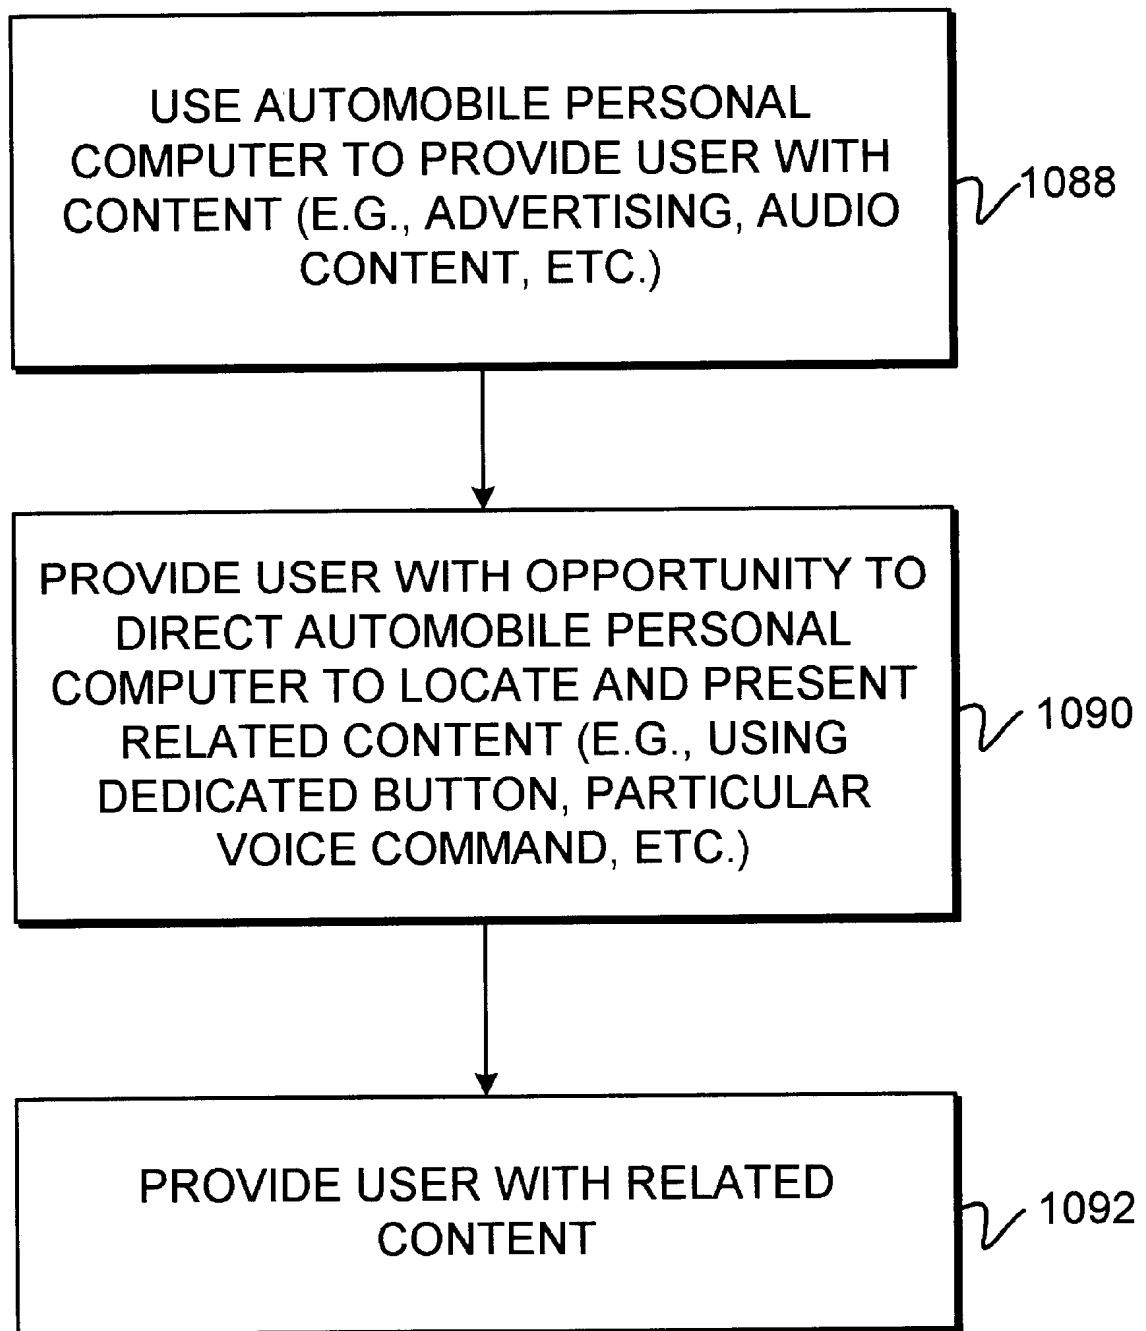 USE AUTOMOBILE PERSONAL
COMPUTER TO PROVIDE USER WITH
CONTENT (E.G., ADVERTISING, AUDIO
CONTENT, ETC.)
1088
PROVIDE USER WITH OPPORTUNITY TO
DIRECT AUTOMOBILE PERSONAL
COMPUTER TO LOCATE AND PRESENT
RELATED CONTENT (E.G., USING
DEDICATED BUTTON, PARTICULAR
VOICE COMMAND, ETC.)
1090
PROVIDE USER WITH RELATED
CONTENT
1092